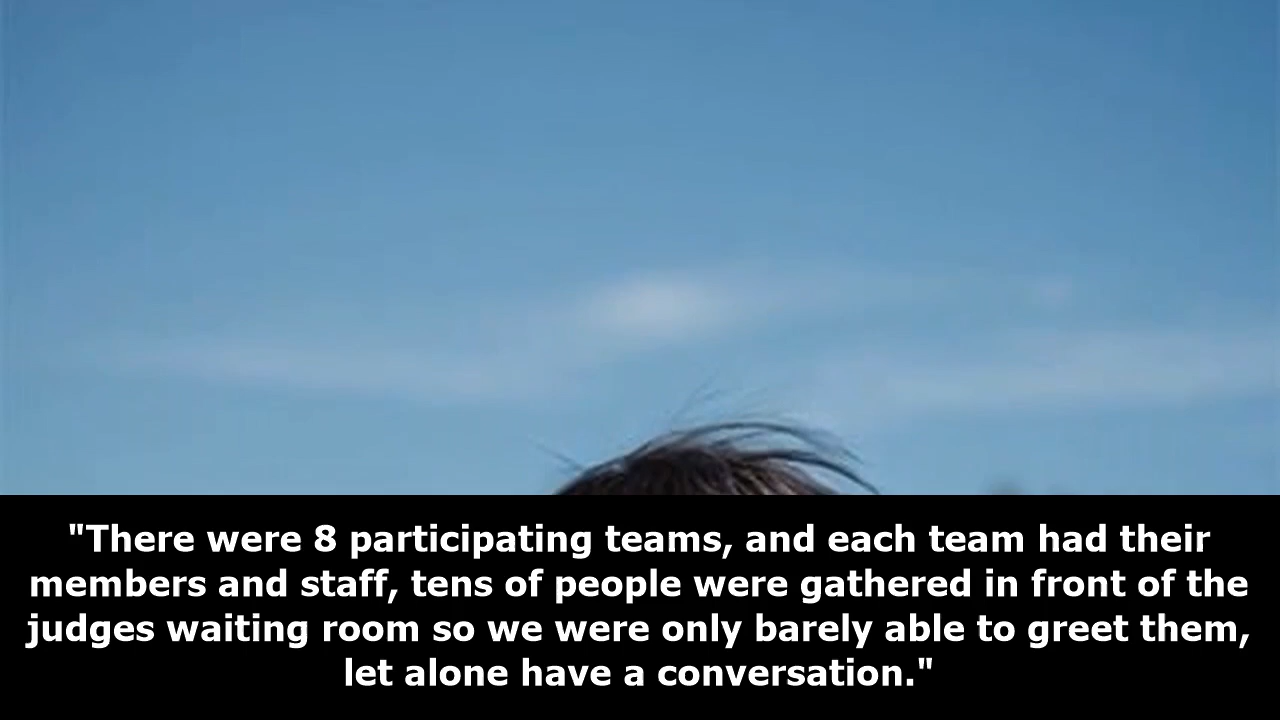 "There were 8 participating teams, and each team had their
members and staff, tens of people were gathered in front of the
judges waiting room so we were only barely able to greet them,
let alone have a conversation."